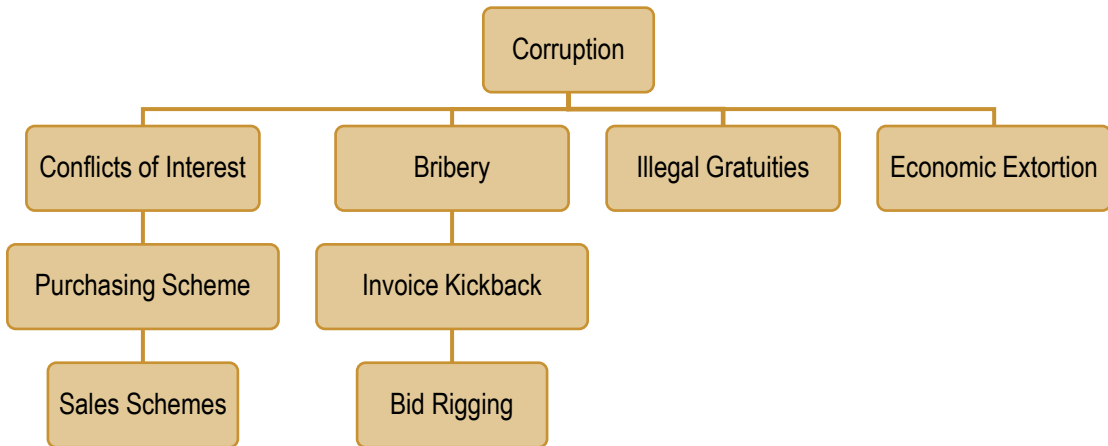 Corruption
Conflicts of Interest
Bribery
Illegal Gratuities
Economic Extortion
Purchasing Scheme
Invoice Kickback
Sales Schemes
Bid Rigging